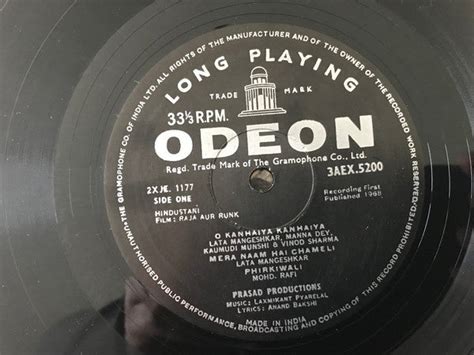 ALL RIGHTS OF THE MANUFACTURER AND OF THE OWNER OF THE RECORDED WORK RESERVED.
LONG PLAYING
TRADE MARK
33⅓ R.P.M.
ODEON
Regd. Trade Mark of The Gramophone Co., Ltd.
3AEX.5200
2XJE. 1177
SIDE ONE
Recording First
Published 1968
HINDUSTANI
FILM: RAJA AUR RUNK
O KANHAIYA KANHAIYA
LATA MANGESHKAR, MANNA DEY,
KAUMUDI MUNSHI & VINOD SHARMA
MERA NAAM HAI CHAMELI
LATA MANGESHKAR
PHIRKIWALI
MOHD. RAFI
PRASAD PRODUCTIONS
MUSIC: LAXMIKANT PYARELAL
LYRICS: ANAND BAKSHI
MADE IN INDIA
UNAUTHORISED PUBLIC PERFORMANCE, BROADCASTING AND COPYING OF THIS RECORD PROHIBITED.
THE GRAMOPHONE CO. OF INDIA LTD.